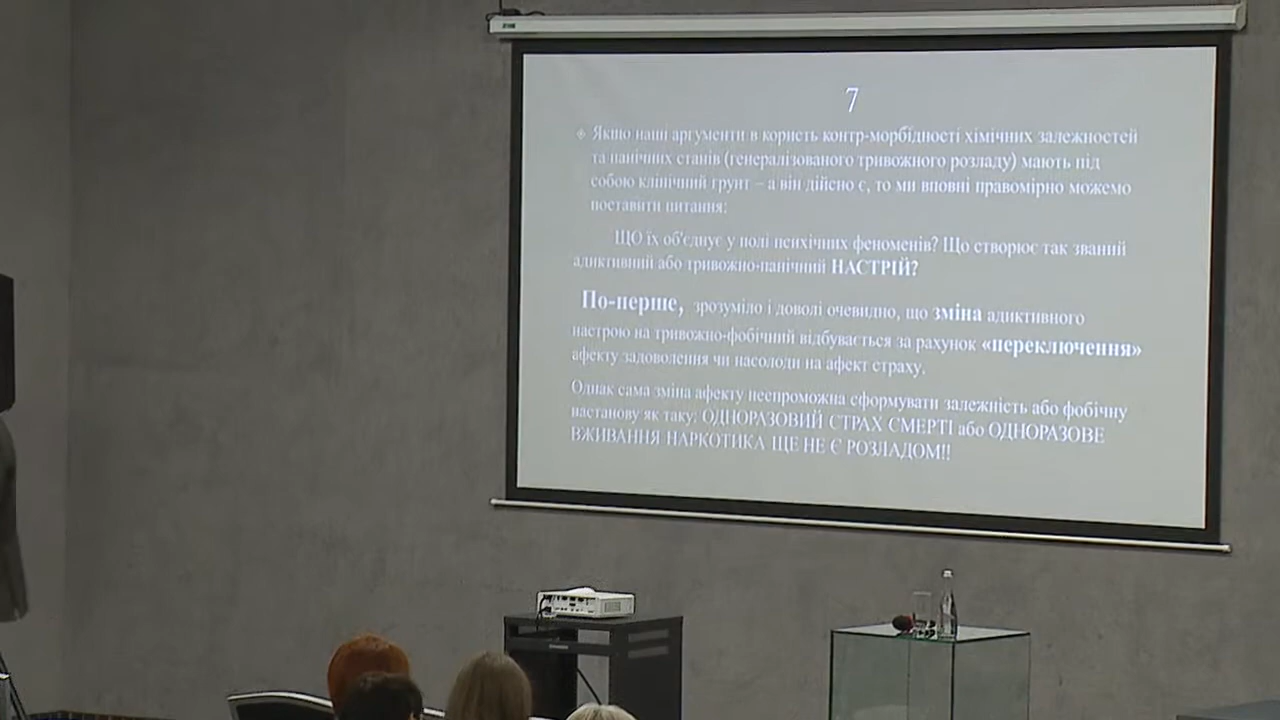 7
Якщо наші аргументи в користь контр-морбідності хімічних залежностей
та панічних станів (генералізованого тривожного розладу) мають під
собою клінічний грунт – а він дійсно є, то ми вповні правомірно можемо
поставити питання:
ЩО їх об'єднує у полі психічних феноменів? Що створює так званий
адиктивний або тривожно-панічний НАСТРІЙ?
По-перше, зрозуміло і доволі очевидно, що зміна адиктивного
настрою на тривожно-фобічний відбувається за рахунок «переключення»
афекту задоволення чи насолоди на афект страху.
Однак сама зміна афекту неспроможна сформувати залежність або фобічну
настанову як таку: ОДНОРАЗОВИЙ СТРАХ СМЕРТІ або ОДНОРАЗОВЕ
ВЖИВАННЯ НАРКОТИКА ЩЕ НЕ Є РОЗЛАДОМ!!